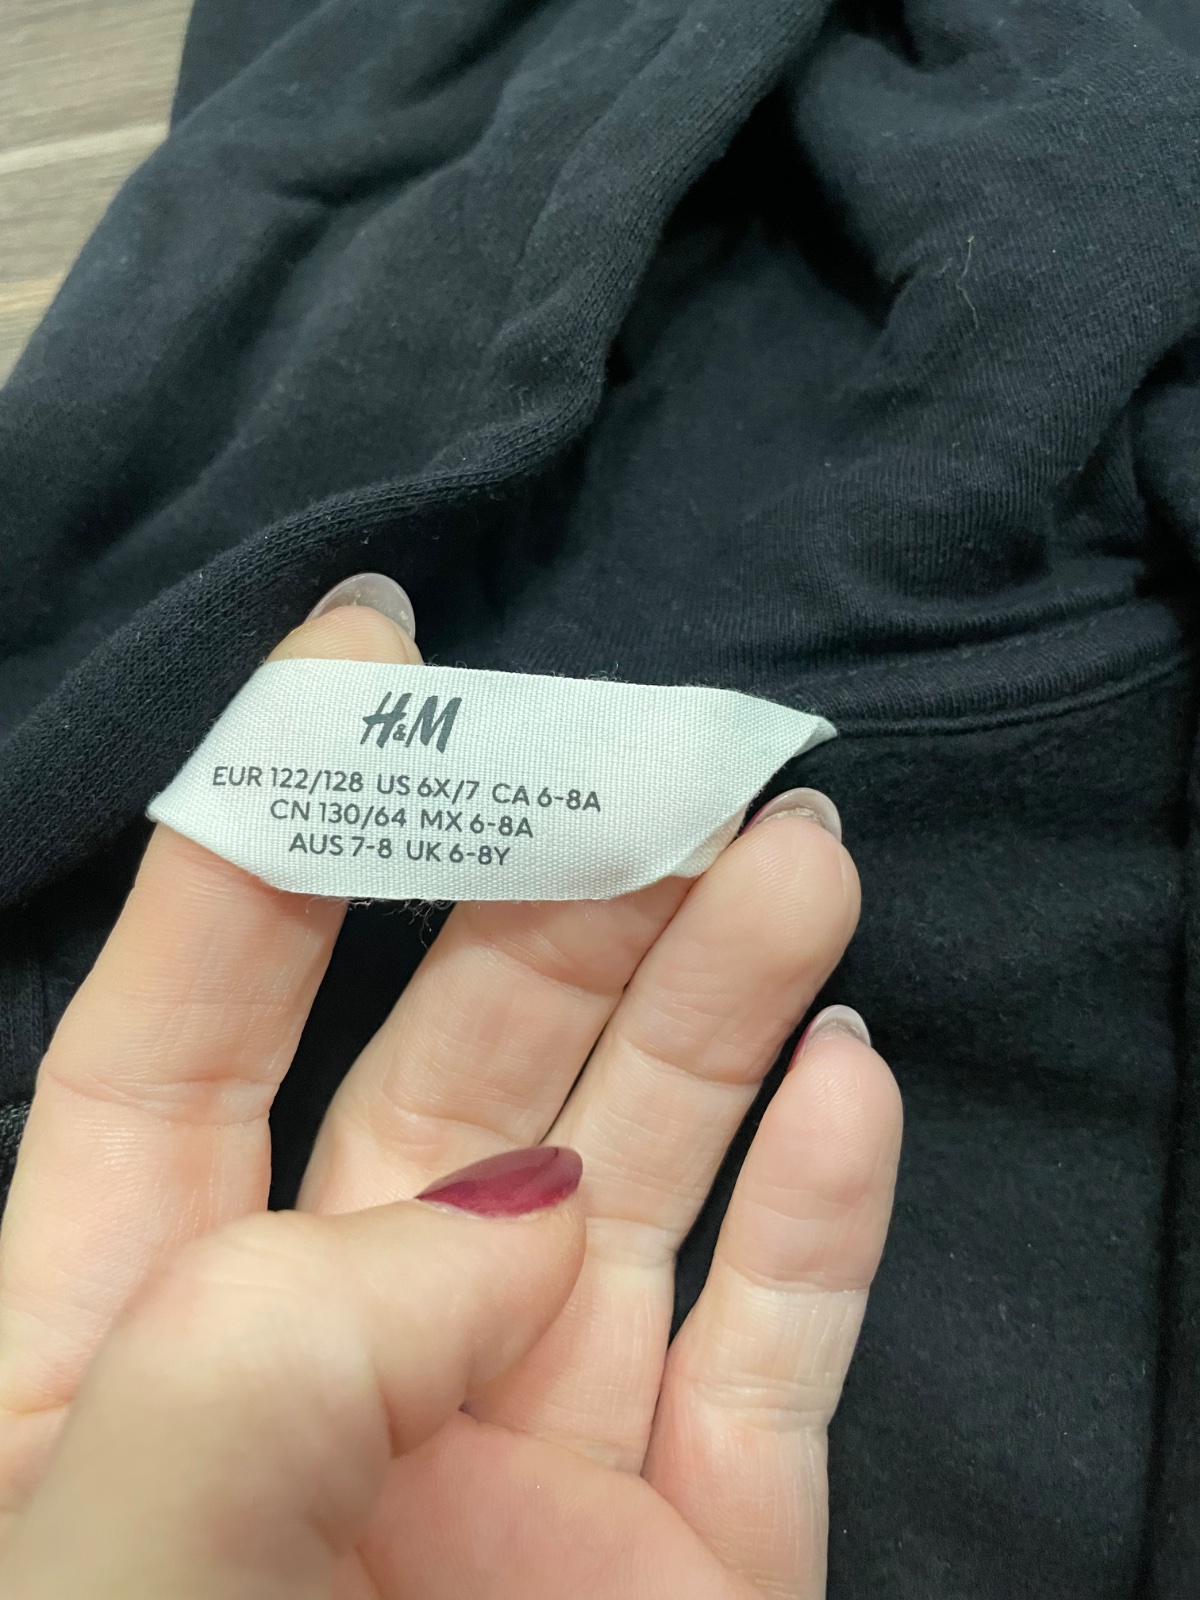 H&M
EUR 122/128 US 6X/7 CA 6-8A
CN 130/64 MX 6-8A
AUS 7-8 UK 6-8Y